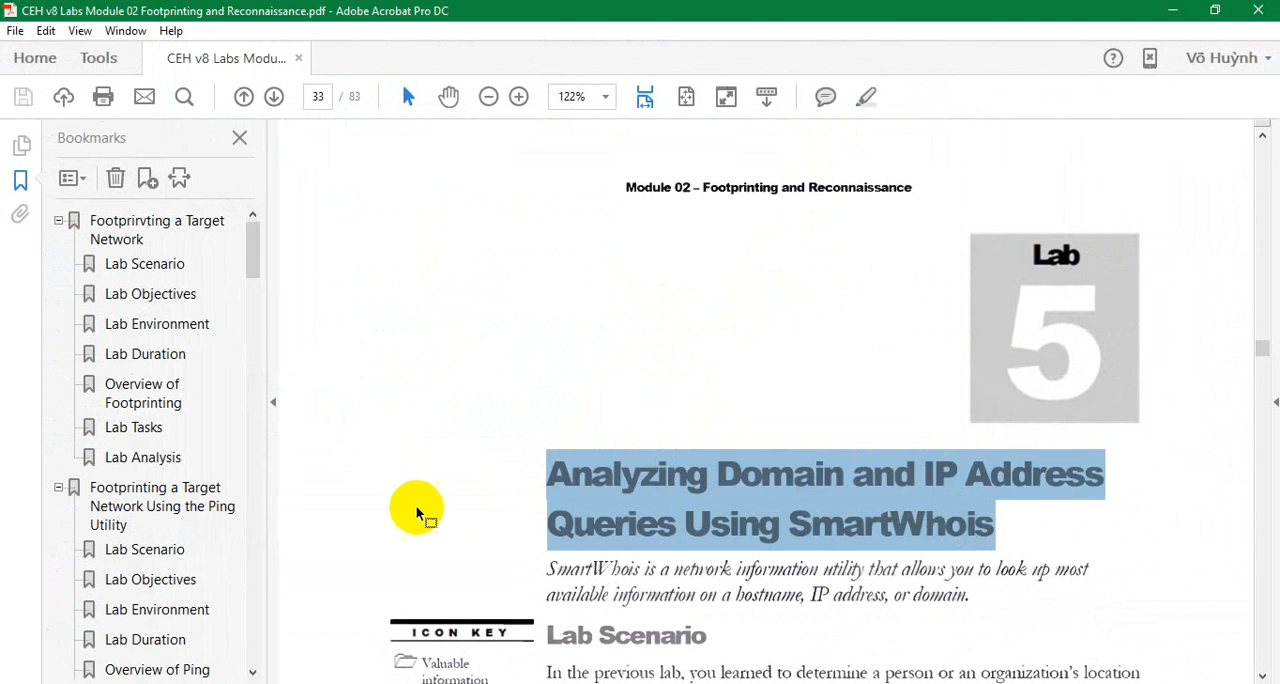 CEH v8 Labs Module 02 Footprinting and Reconnaissance.pdf - Adobe Acrobat Pro DC
File Edit View Window Help
Home Tools CEH v8 Labs Modu... × Võ Huỳnh
33 / 83 122%
Bookmarks
Footprirvting a Target
Network
Lab Scenario
Lab Objectives
Lab Environment
Lab Duration
Overview of
Footprinting
Lab Tasks
Lab Analysis
Footprinting a Target
Network Using the Ping
Utility
Lab Scenario
Lab Objectives
Lab Environment
Lab Duration
Overview of Ping
Module 02 – Footprinting and Reconnaissance
Lab
5
Analyzing Domain and IP Address
Queries Using SmartWhois
SmartWhois is a network information utility that allows you to look up most
available information on a hostname, IP address, or domain.
ICON KEY
Valuable
information
Lab Scenario
In the previous lab, you learned to determine a person or an organization's location